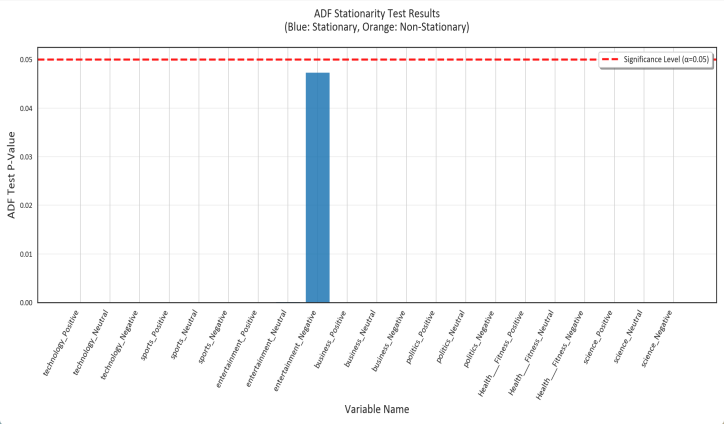 ADF Stationarity Test Results
(Blue: Stationary, Orange: Non-Stationary)
Significance Level (α=0.05)
ADF Test P-Value
0.05
0.04
0.03
0.02
0.01
0.00
technology_Positive
technology_Neutral
technology_Negative
sports_Positive
sports_Neutral
sports_Negative
entertainment_Positive
entertainment_Neutral
entertainment_Negative
business_Positive
business_Neutral
business_Negative
politics_Positive
politics_Neutral
politics_Negative
Health___Fitness_Positive
Health___Fitness_Neutral
Health___Fitness_Negative
science_Positive
science_Neutral
science_Negative
Variable Name